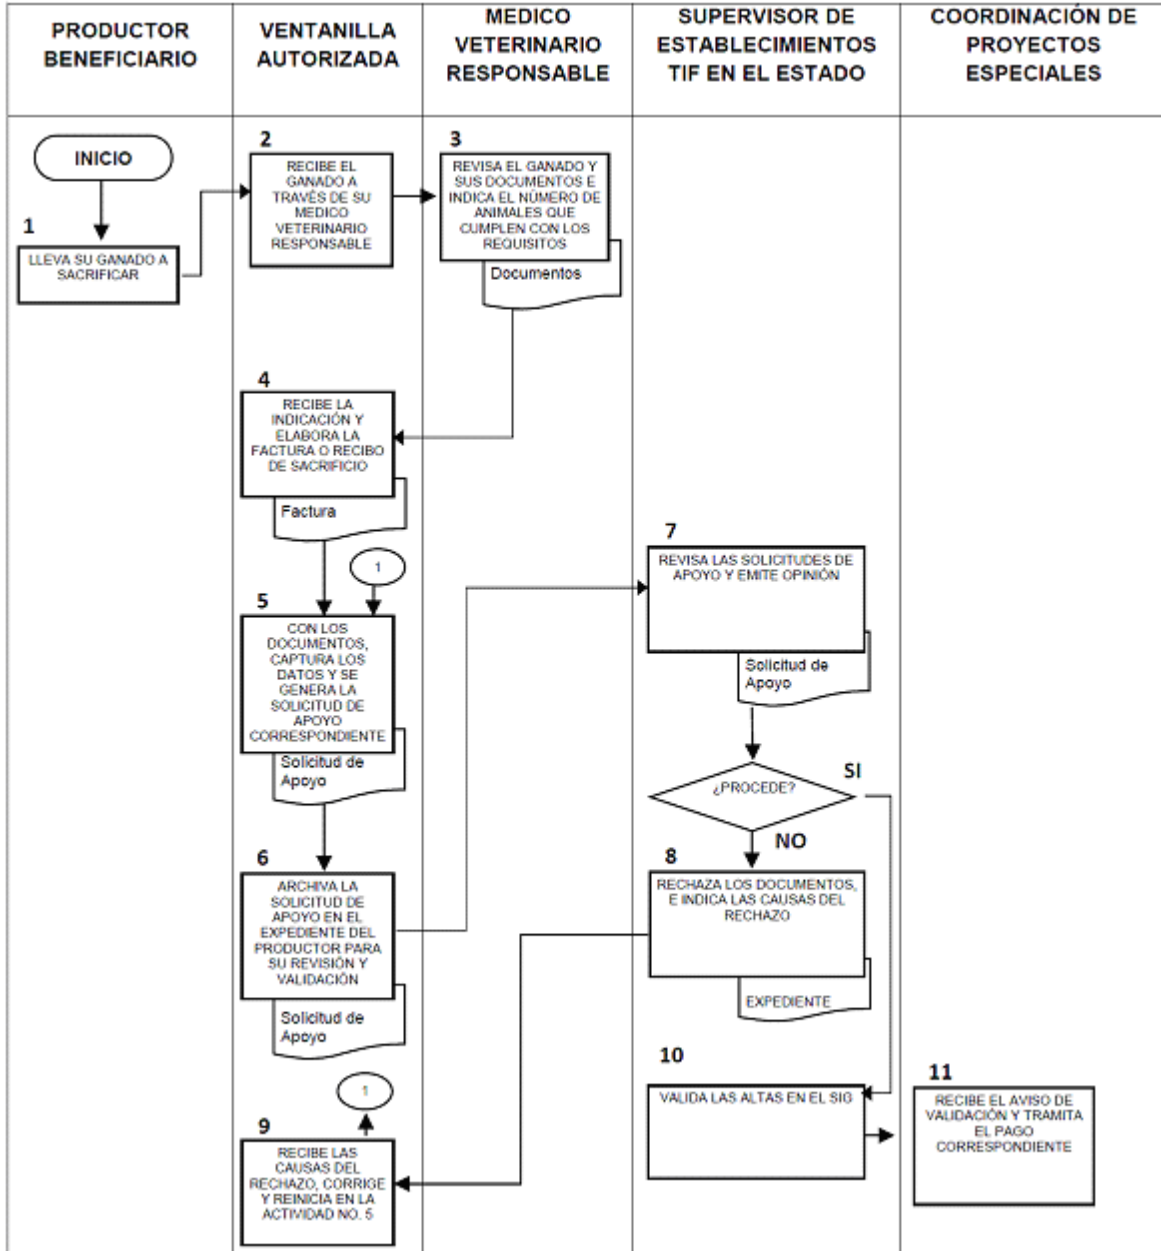 PRODUCTOR
BENEFICIARIO
VENTANILLA
AUTORIZADA
MEDICO
VETERINARIO
RESPONSABLE
SUPERVISOR DE
ESTABLECIMIENTOS
TIF EN EL ESTADO
COORDINACIÓN DE
PROYECTOS
ESPECIALES
INICIO
1
LLEVA SU GANADO A
SACRIFICAR
2
RECIBE EL
GANADO A
TRAVÉS DE SU
MEDICO
VETERINARIO
RESPONSABLE
3
REVISA EL GANADO Y
SUS DOCUMENTOS E
INDICA EL NÚMERO DE
ANIMALES QUE
CUMPLEN CON LOS
REQUISITOS
Documentos
4
RECIBE LA
INDICACIÓN Y
ELABORA LA
FACTURA O RECIBO
DE SACRIFICIO
Factura
1
5
CON LOS
DOCUMENTOS,
CAPTURA LOS
DATOS Y SE
GENERA LA
SOLICITUD DE
APOYO
CORRESPONDIENTE
Solicitud de
Apoyo
6
ARCHIVA LA
SOLICITUD DE
APOYO EN EL
EXPEDIENTE DEL
PRODUCTOR PARA
SU REVISIÓN Y
VALIDACIÓN
Solicitud de
Apoyo
7
REVISA LAS SOLICITUDES DE
APOYO Y EMITE OPINIÓN
Solicitud de
Apoyo
¿PROCEDE?
SI
NO
8
RECHAZA LOS DOCUMENTOS,
E INDICA LAS CAUSAS DEL
RECHAZO
EXPEDIENTE
1
9
RECIBE LAS
CAUSAS DEL
RECHAZO, CORRIGE
Y REINICIA EN LA
ACTIVIDAD NO. 5
10
VALIDA LAS ALTAS EN EL SIG
11
RECIBE EL AVISO DE
VALIDACIÓN Y TRAMITA
EL PAGO
CORRESPONDIENTE